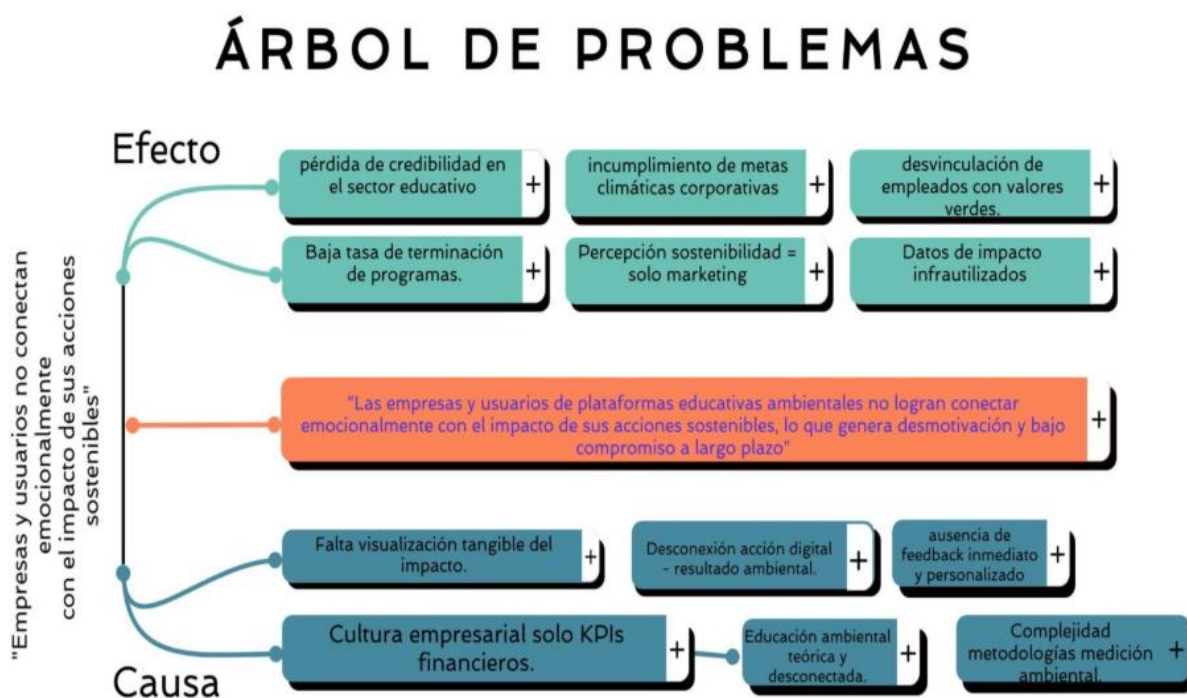 ÁRBOL DE PROBLEMAS
Efecto
pérdida de credibilidad en
el sector educativo
+
incumplimiento de metas
climáticas corporativas
+
desvinculación de
empleados con valores
verdes.
+
Baja tasa de terminación
de programas.
+
Percepción sostenibilidad =
solo marketing
+
Datos de impacto
infrautilizados
+
"Empresas y usuarios no conectan
emocionalmente
con el impacto de sus acciones
sostenibles"
"Las empresas y usuarios de plataformas educativas ambientales no logran conectar
emocionalmente con el impacto de sus acciones sostenibles, lo que genera desmotivación y bajo
compromiso a largo plazo"
+
Falta visualización tangible del
impacto.
+
Desconexión acción digital
- resultado ambiental.
+
ausencia de
feedback inmediato
y personalizado
+
Cultura empresarial solo KPIs
financieros.
+
Educación ambiental
teórica y
desconectada.
+
Complejidad
metodologías medición
ambiental.
+
Causa